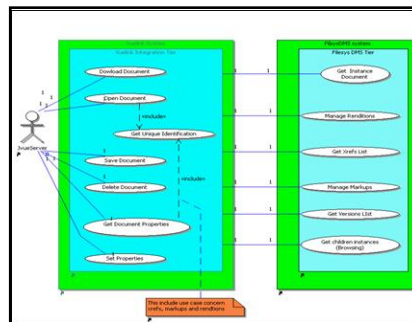 FilesysDMS system
Integration Tier
Filesys DMS Tier
Dowload Document
Get Instance
Document
Open Document
«include»
Manage Renditions
Get Unique Identification
JvueServer
«include»
Get Xrefs List
Save Document
Delete Document
Manage Markups
Get Document Properties
Get Versions List
Get children instances
(Browsing)
Set Properties
This include use case concern
xrefs, markups and renditions